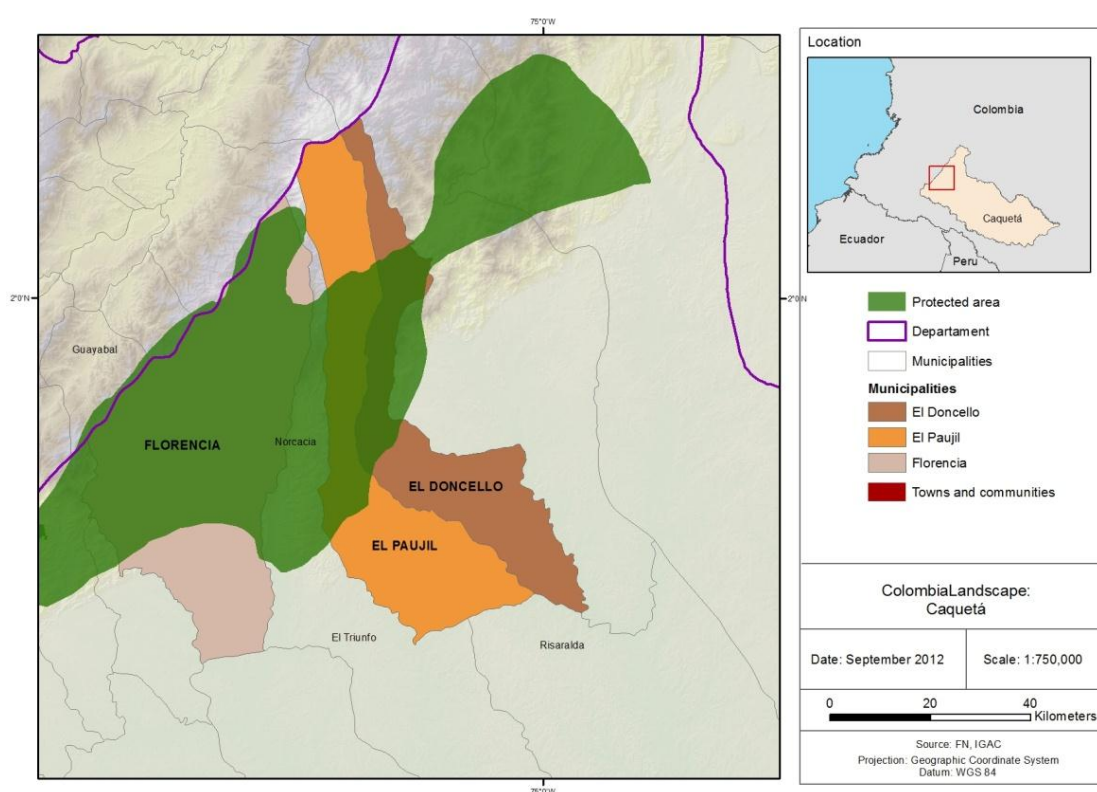 75°0'W
2°0'N
Guayabal
FLORENCIA
Norcacia
EL DONCELLO
EL PAUJIL
El Triunfo
Risaralda
2°0'N
75°0'W
Location
Colombia
Caquetá
Ecuador
Peru
Protected area
Departament
Municipalities
Municipalities
El Doncello
El Paujil
Florencia
Towns and communities
ColombiaLandscape:
Caquetá
Date: September 2012
Scale: 1:750,000
0 20 40
Kilometers
Source: FN, IGAC
Projection: Geographic Coordinate System
Datum: WGS 84